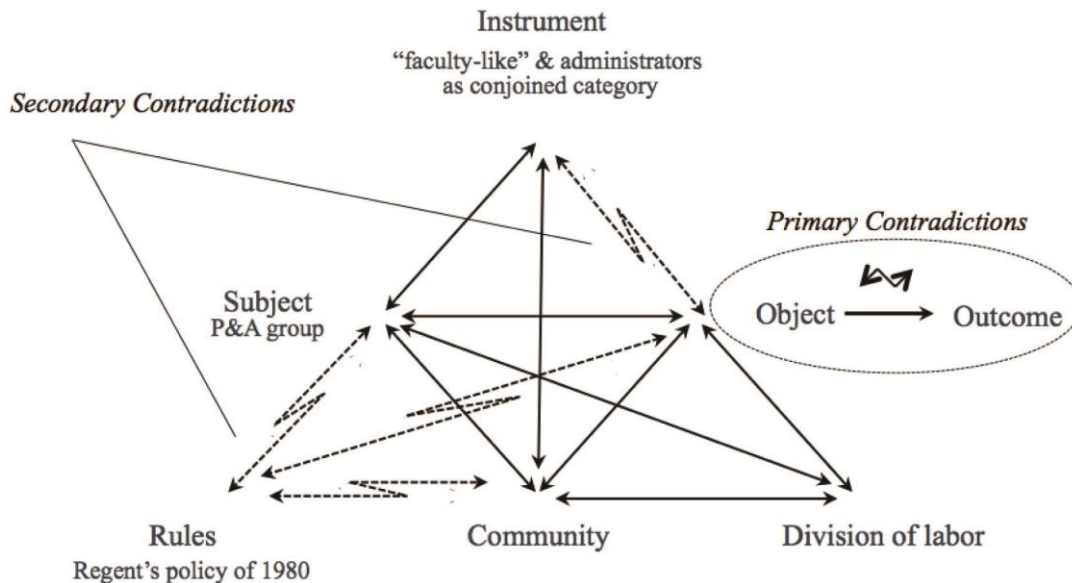 Instrument
“faculty-like” & administrators
as conjoined category
Secondary Contradictions
Primary Contradictions
Subject
P&A group
Object
Outcome
Rules
Regent’s policy of 1980
Community
Division of labor